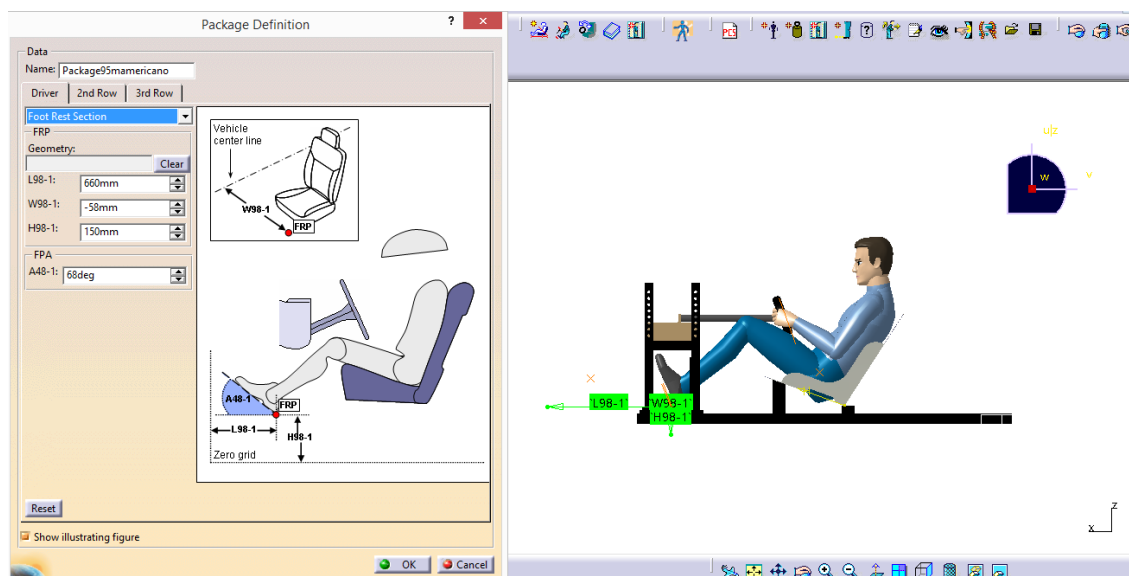 Package Definition
?
x
Data
Name: Package95mamericano
Driver 2nd Row 3rd Row
Foot Rest Section
FRP
Geometry:
Clear
L98-1: 660mm
W98-1: -58mm
H98-1: 150mm
FPA
A48-1: 68deg
Vehicle
center line
W98-1
FRP
A48-1
FRP
L98-1
H98-1
Zero grid
Reset
Show illustrating figure
OK Cancel
PCS
u|z
w
v
L98-1
W98-1
H98-1
z
x